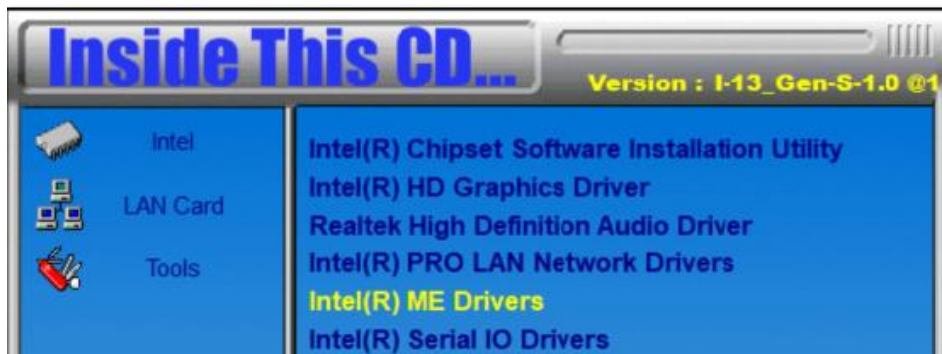 Inside This CD...
Version : I-13_Gen-S-1.0 @1
Intel
LAN Card
Tools
Intel(R) Chipset Software Installation Utility
Intel(R) HD Graphics Driver
Realtek High Definition Audio Driver
Intel(R) PRO LAN Network Drivers
Intel(R) ME Drivers
Intel(R) Serial IO Drivers